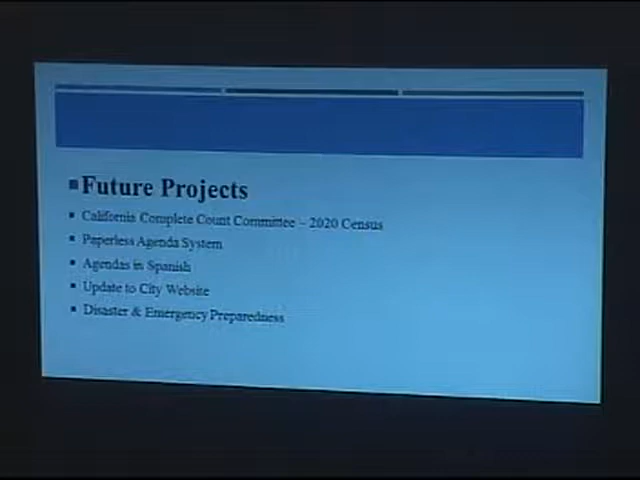 Future Projects
California Complete Count Committee – 2020 Census
Paperless Agenda System
Agendas in Spanish
Update to City Website
Disaster & Emergency Preparedness